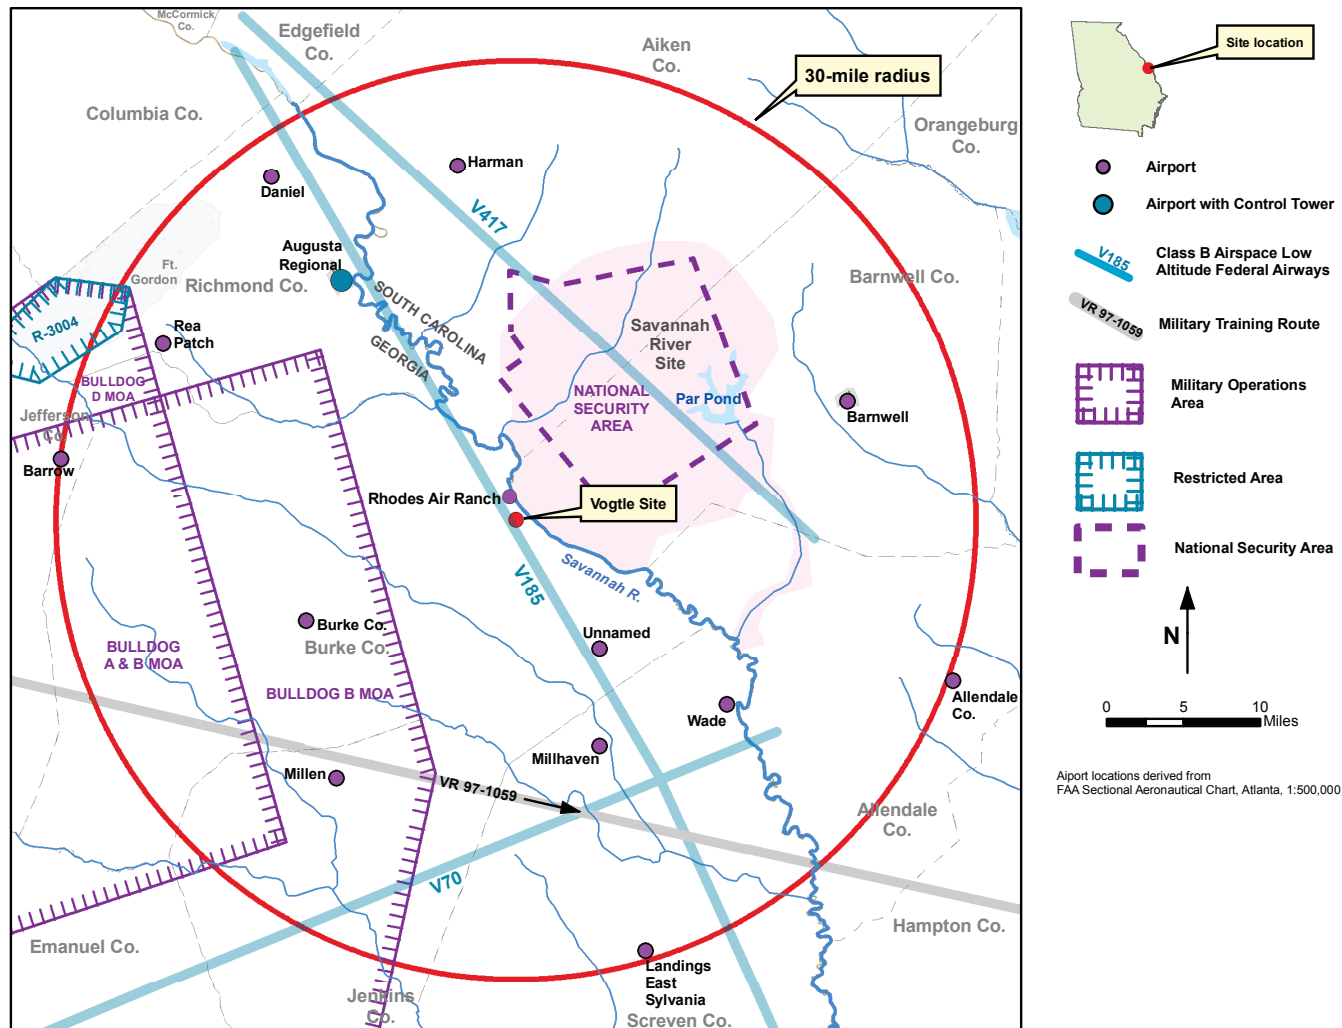 McCormick
Co.
Edgefield
Co.
Aiken
Co.
30-mile radius
Columbia Co.
Orangeburg
Co.
Harman
Daniel
V417
Augusta
Regional
Ft.
Gordon
Richmond Co.
SOUTH CAROLINA
GEORGIA
Barnwell Co.
R-3004
Rea
Patch
Savannah
River
Site
BULLDOG
D MOA
NATIONAL
SECURITY
AREA
Par Pond
Barnwell
Jefferson
Co.
Barrow
Rhodes Air Ranch
Vogtle Site
Savannah R.
V185
Burke Co.
Burke Co.
Unnamed
BULLDOG
A & B MOA
BULLDOG B MOA
Allendale
Co.
Wade
Millhaven
Millen
VR 97-1059
Allendale
Co.
V70
Emanuel Co.
Hampton Co.
Landings
East
Sylvania
Jenkins
Co.
Screven Co.
Site location
Airport
Airport with Control Tower
V185
Class B Airspace Low
Altitude Federal Airways
VR 97-1059
Military Training Route
Military Operations
Area
Restricted Area
National Security Area
N
0 5 10
Miles
Aiport locations derived from
FAA Sectional Aeronautical Chart, Atlanta, 1:500,000